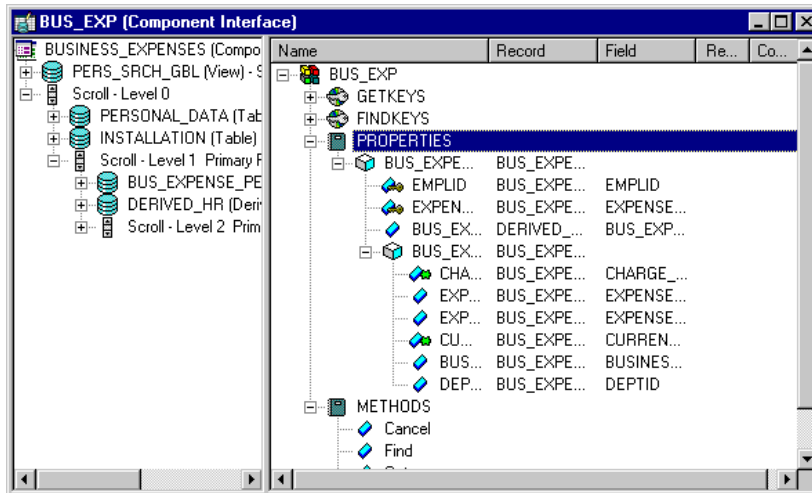 BUS_EXP (Component Interface)
BUSINESS_EXPENSES (Compo
PERS_SRCH_GBL (View) - S
Scroll - Level 0
PERSONAL_DATA (Tab
INSTALLATION (Table)
Scroll - Level 1 Primary R
BUS_EXPENSE_PE
DERIVED_HR (Deri
Scroll - Level 2 Prim
Name Record Field Re... Co...
BUS_EXP
GETKEYS
FINDKEYS
PROPERTIES
BUS_EXPE... BUS_EXPE...
EMPLID BUS_EXPE... EMPLID
EXPEN... BUS_EXPE... EXPENSE...
BUS_EX... DERIVED_... BUS_EXP...
BUS_EX... BUS_EXPE...
CHA... BUS_EXPE... CHARGE_...
EXP... BUS_EXPE... EXPENSE...
EXP... BUS_EXPE... EXPENSE...
CU... BUS_EXPE... CURREN...
BUS... BUS_EXPE... BUSINES...
DEP... BUS_EXPE... DEPTID
METHODS
Cancel
Find